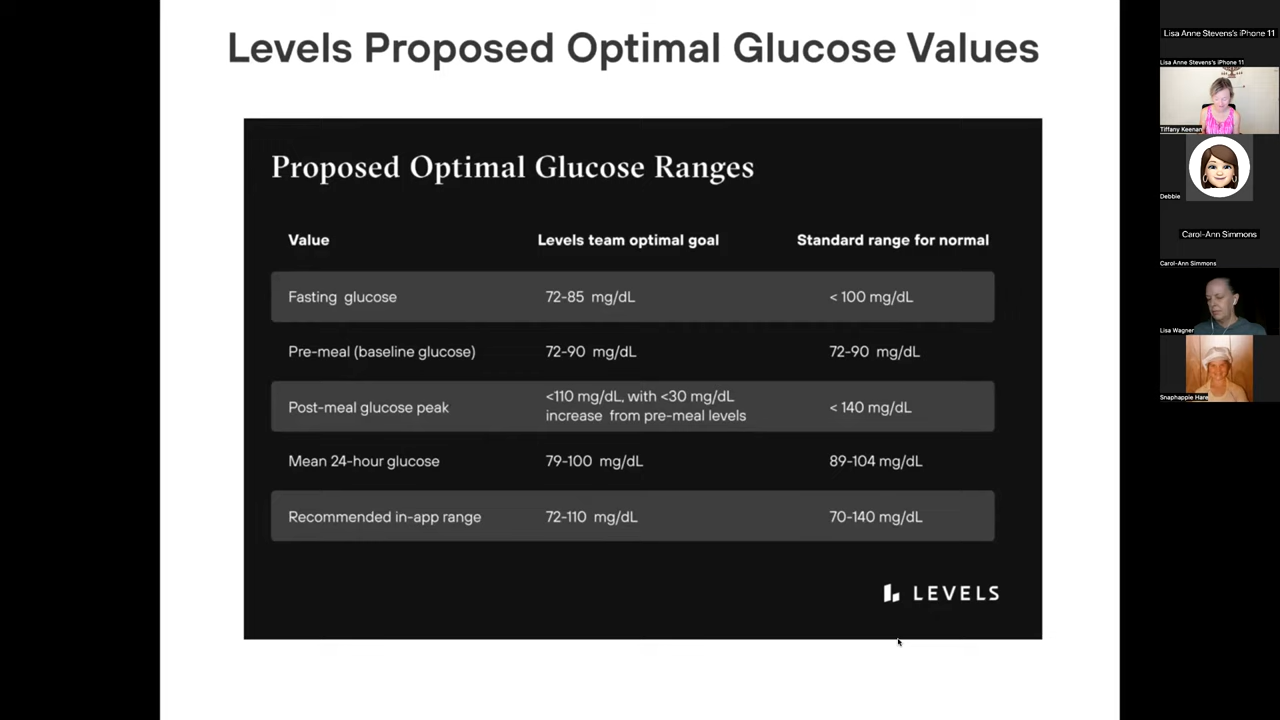 Levels Proposed Optimal Glucose Values
Proposed Optimal Glucose Ranges
Value Levels team optimal goal Standard range for normal
Fasting glucose 72-85 mg/dL < 100 mg/dL
Pre-meal (baseline glucose) 72-90 mg/dL 72-90 mg/dL
Post-meal glucose peak <110 mg/dL, with <30 mg/dL
increase from pre-meal levels < 140 mg/dL
Mean 24-hour glucose 79-100 mg/dL 89-104 mg/dL
Recommended in-app range 72-110 mg/dL 70-140 mg/dL
LEVELS
Lisa Anne Stevens's iPhone 11
Lisa Anne Stevens's iPhone 11
Tiffany Keenan
Debbie
Carol-Ann Simmons
Carol-Ann Simmons
Lisa Wagner
Snaphappie Hare